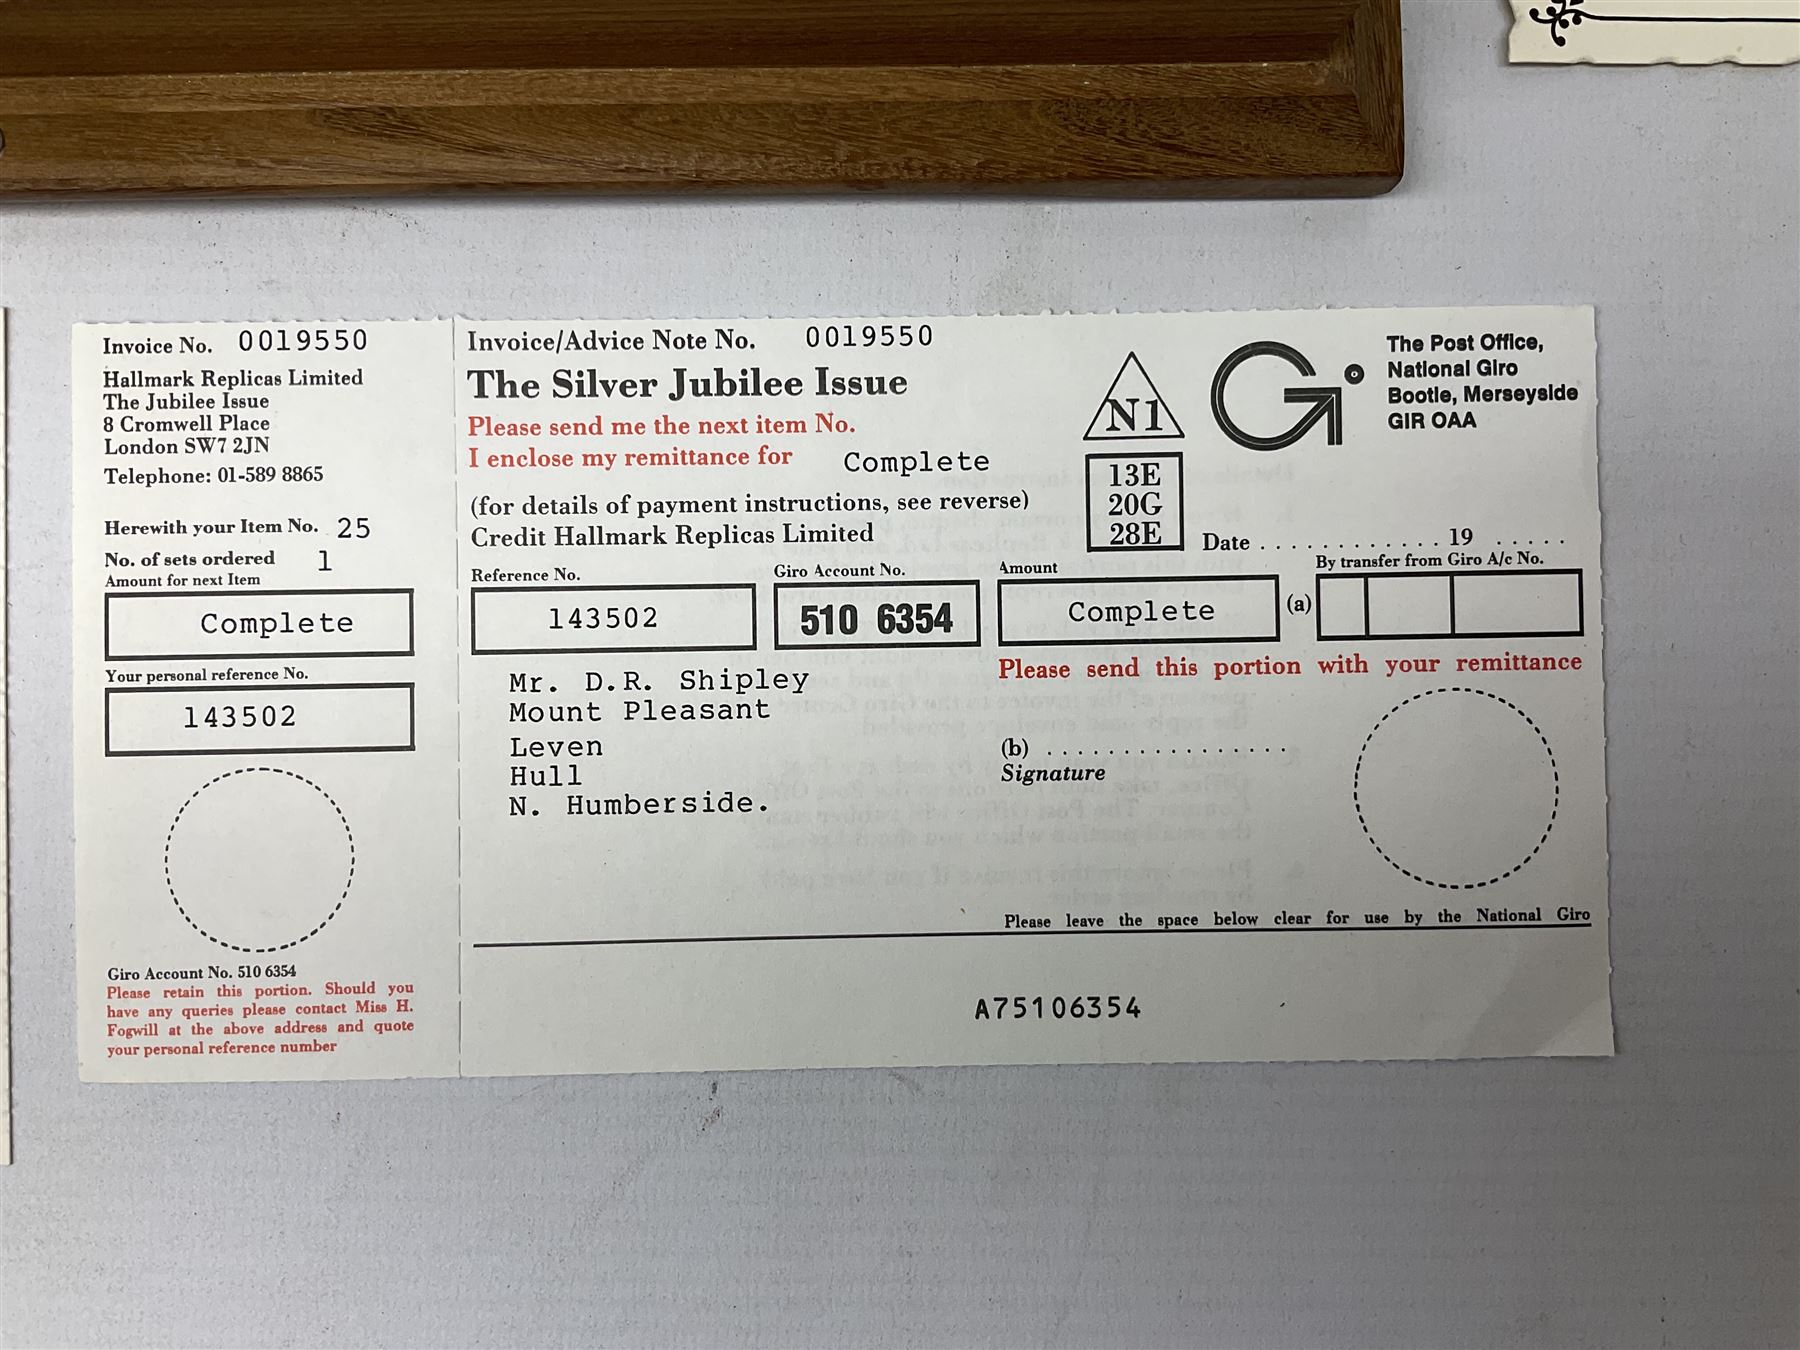 Invoice No. 0019550
Hallmark Replicas Limited
The Jubilee Issue
8 Cromwell Place
London SW7 2JN
Telephone: 01-589 8865
Herewith your Item No. 25
No. of sets ordered 1
Amount for next Item
Complete
Your personal reference No.
143502
Giro Account No. 510 6354
Please retain this portion. Should you
have any queries please contact Miss H.
Fogwill at the above address and quote
your personal reference number
Invoice/Advice Note No. 0019550
The Silver Jubilee Issue
Please send me the next item No.
I enclose my remittance for Complete
(for details of payment instructions, see reverse)
Credit Hallmark Replicas Limited
N1
13E
20G
28E
The Post Office,
National Giro
Bootle, Merseyside
GIR OAA
Date . . . . . . . . . . . . 19 . . . . .
Reference No.
143502
Giro Account No.
510 6354
Amount
Complete
(a)
By transfer from Giro A/c No.
Please send this portion with your remittance
Mr. D.R. Shipley
Mount Pleasant
Leven
Hull
N. Humberside.
(b) . . . . . . . . . . . . . . . .
Signature
Please leave the space below clear for use by the National Giro
A75106354